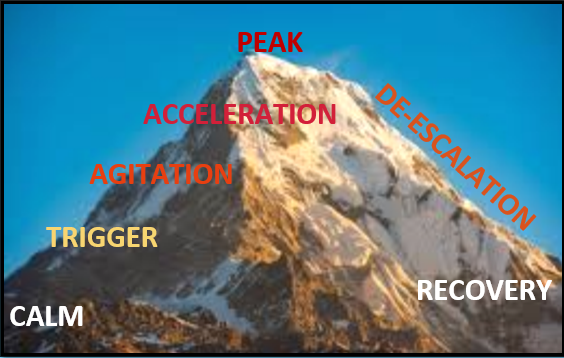 PEAK
ACCELERATION
DE-ESCALATION
AGITATION
TRIGGER
RECOVERY
CALM